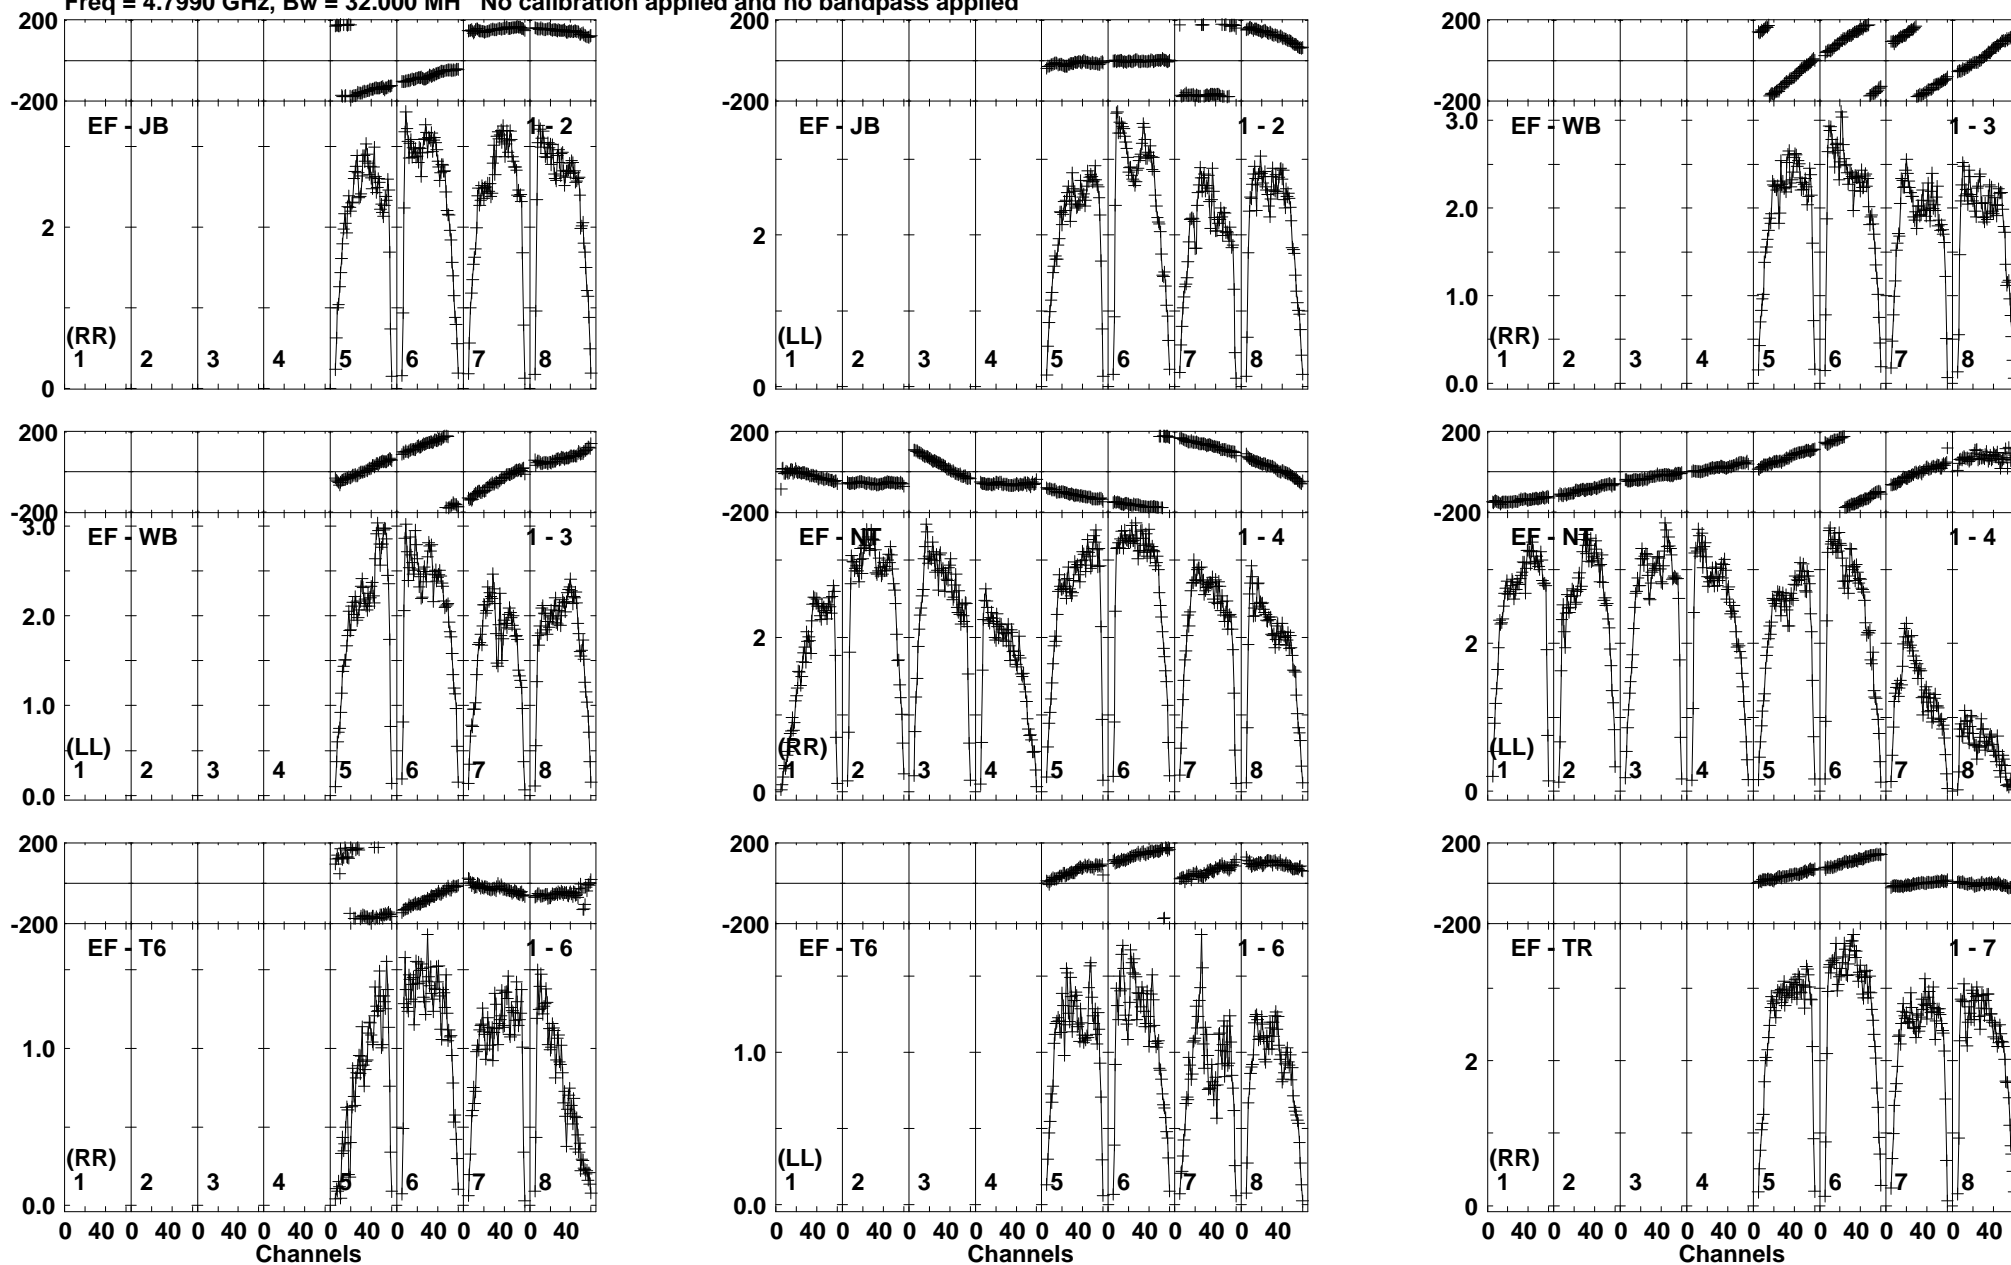 Freq = 4.7990 GHz, Bw = 32.000 MH No calibration applied and no bandpass applied
200
-200
EF - JB
1 - 2
2
0
(RR)
1 2 3 4 5 6 7 8
200
-200
EF - JB
1 - 2
2
0
(LL)
1 2 3 4 5 6 7 8
200
-200
EF - WB
1 - 3
3.0
2.0
1.0
0.0
(RR)
1 2 3 4 5 6 7 8
200
-200
EF - WB
1 - 3
3.0
2.0
1.0
0.0
(LL)
1 2 3 4 5 6 7 8
200
-200
EF - NT
1 - 4
2
0
(RR)
1 2 3 4 5 6 7 8
200
-200
EF - NT
1 - 4
2
0
(LL)
1 2 3 4 5 6 7 8
200
-200
EF - T6
1 - 6
1.0
0.0
(RR)
1 2 3 4 5 6 7 8
0 40 0 40 0 40 0 40 0 40 0 40 0 40 0 40
Channels
200
-200
EF - T6
1 - 6
1.0
0.0
(LL)
1 2 3 4 5 6 7 8
0 40 0 40 0 40 0 40 0 40 0 40 0 40 0 40
Channels
200
-200
EF - TR
1 - 7
2
0
(RR)
1 2 3 4 5 6 7 8
0 40 0 40 0 40 0 40 0 40 0 40 0 40 0 40
Channels